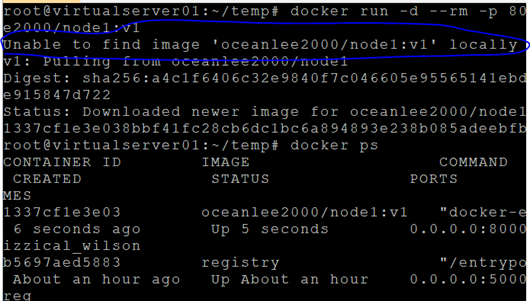 root@virtualserver01:~/temp# docker run -d --rm -p 80
e2000/node1:v1
Unable to find image 'oceanlee2000/node1:v1' locally
v1: Pulling from oceanlee2000/node1
Digest: sha256:a4c1f6406c32e9840f7c046605e95565141ebd
e915847d722
Status: Downloaded newer image for oceanlee2000/node1
1337cf1e3e038bbf41fc28cb6dc1bc6a894893e238b085adeebfb
root@virtualserver01:~/temp# docker ps
CONTAINER ID IMAGE COMMAND
CREATED STATUS PORTS
MES
1337cf1e3e03 oceanlee2000/node1:v1 "docker-e
6 seconds ago Up 5 seconds 0.0.0.0:8000
izzical_wilson
b5697aed5883 registry "/entrypo
About an hour ago Up About an hour 0.0.0.0:5000
reg